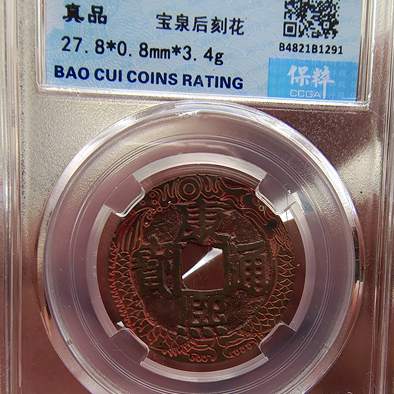 真品
宝泉后刻花
27.8*0.8mm*3.4g
B4821B1291
BAO CUI COINS RATING
保粹
CCGA
康熙通寶